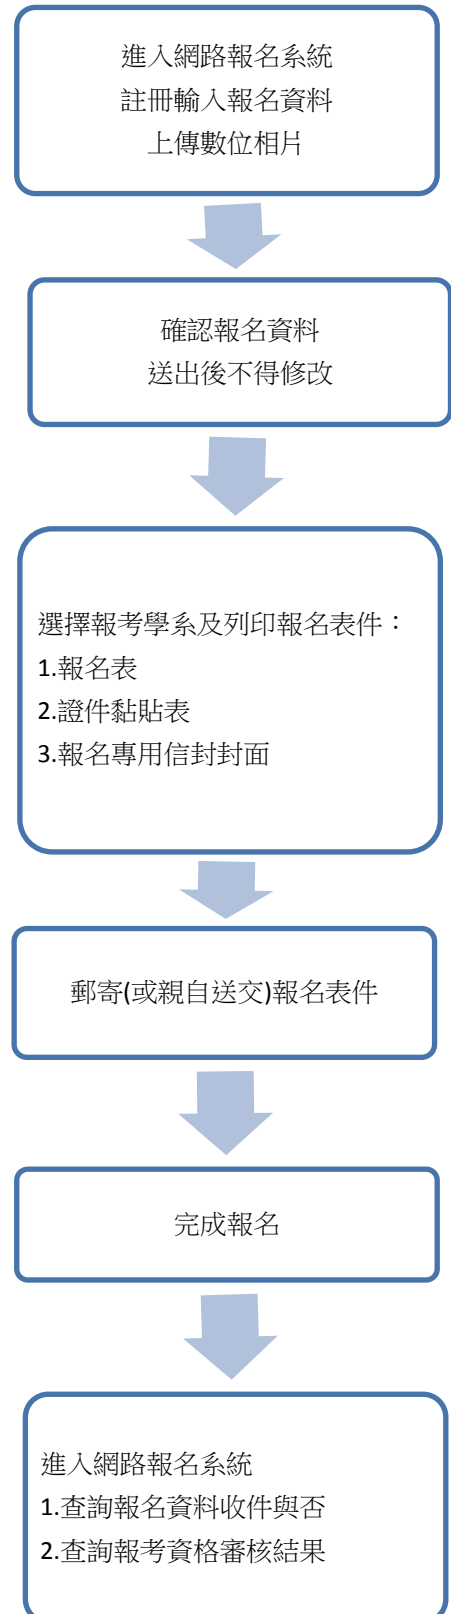 進入網路報名系統
註冊輸入報名資料
上傳數位相片
確認報名資料
送出後不得修改
選擇報考學系及列印報名表件：
1.報名表
2.證件黏貼表
3.報名專用信封封面
郵寄(或親自送交)報名表件
完成報名
進入網路報名系統
1.查詢報名資料收件與否
2.查詢報考資格審核結果